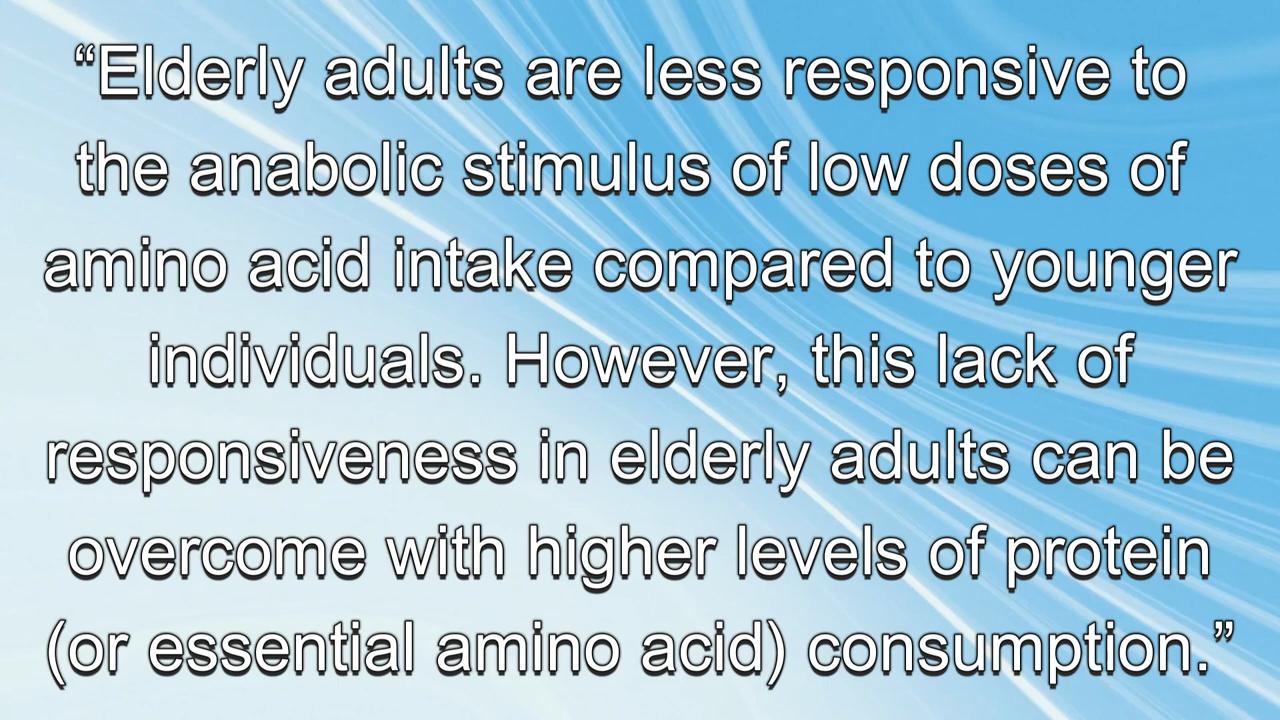 “Elderly adults are less responsive to
the anabolic stimulus of low doses of
amino acid intake compared to younger
individuals. However, this lack of
responsiveness in elderly adults can be
overcome with higher levels of protein
(or essential amino acid) consumption.”